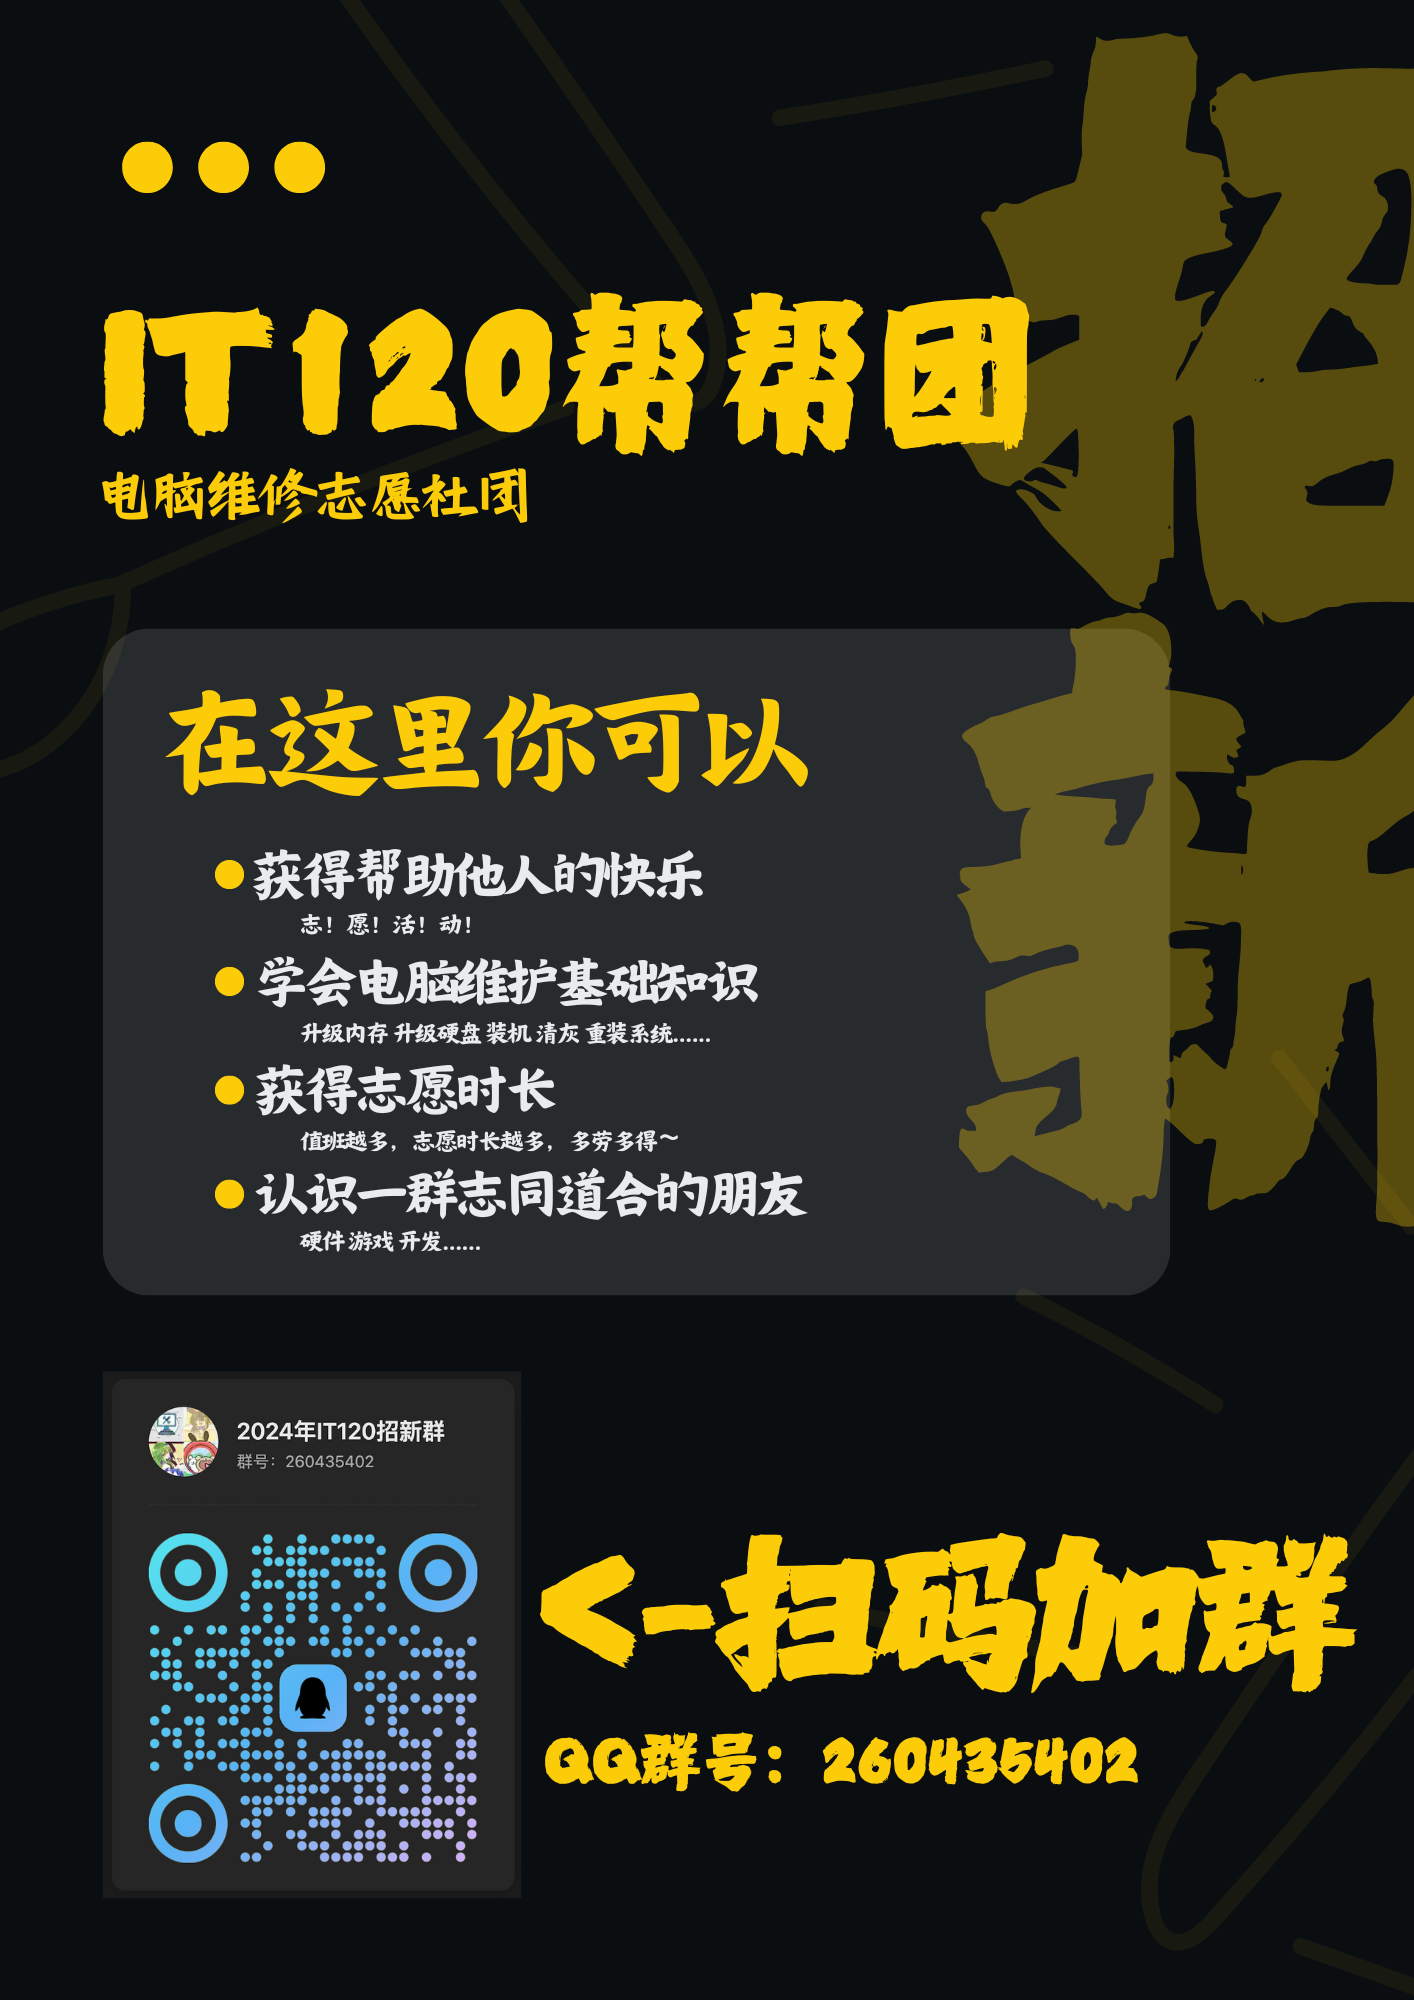 招新
IT120帮帮团
电脑维修志愿社团
在这里你可以
获得帮助他人的快乐
志！愿！活！动！
学会电脑维护基础知识
升级内存 升级硬盘 装机 清灰 重装系统......
获得志愿时长
值班越多，志愿时长越多，多劳多得～
认识一群志同道合的朋友
硬件 游戏 开发......
2024年IT120招新群
群号：260435402
<-扫码加群
QQ群号：260435402